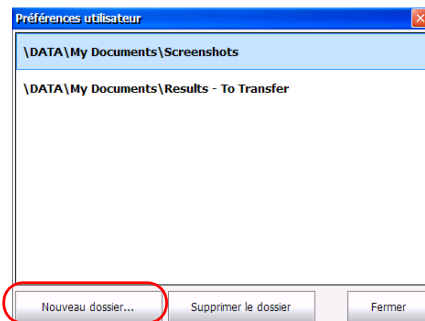 Préférences utilisateur
\DATA\My Documents\Screenshots
\DATA\My Documents\Results - To Transfer
Nouveau dossier... Supprimer le dossier Fermer